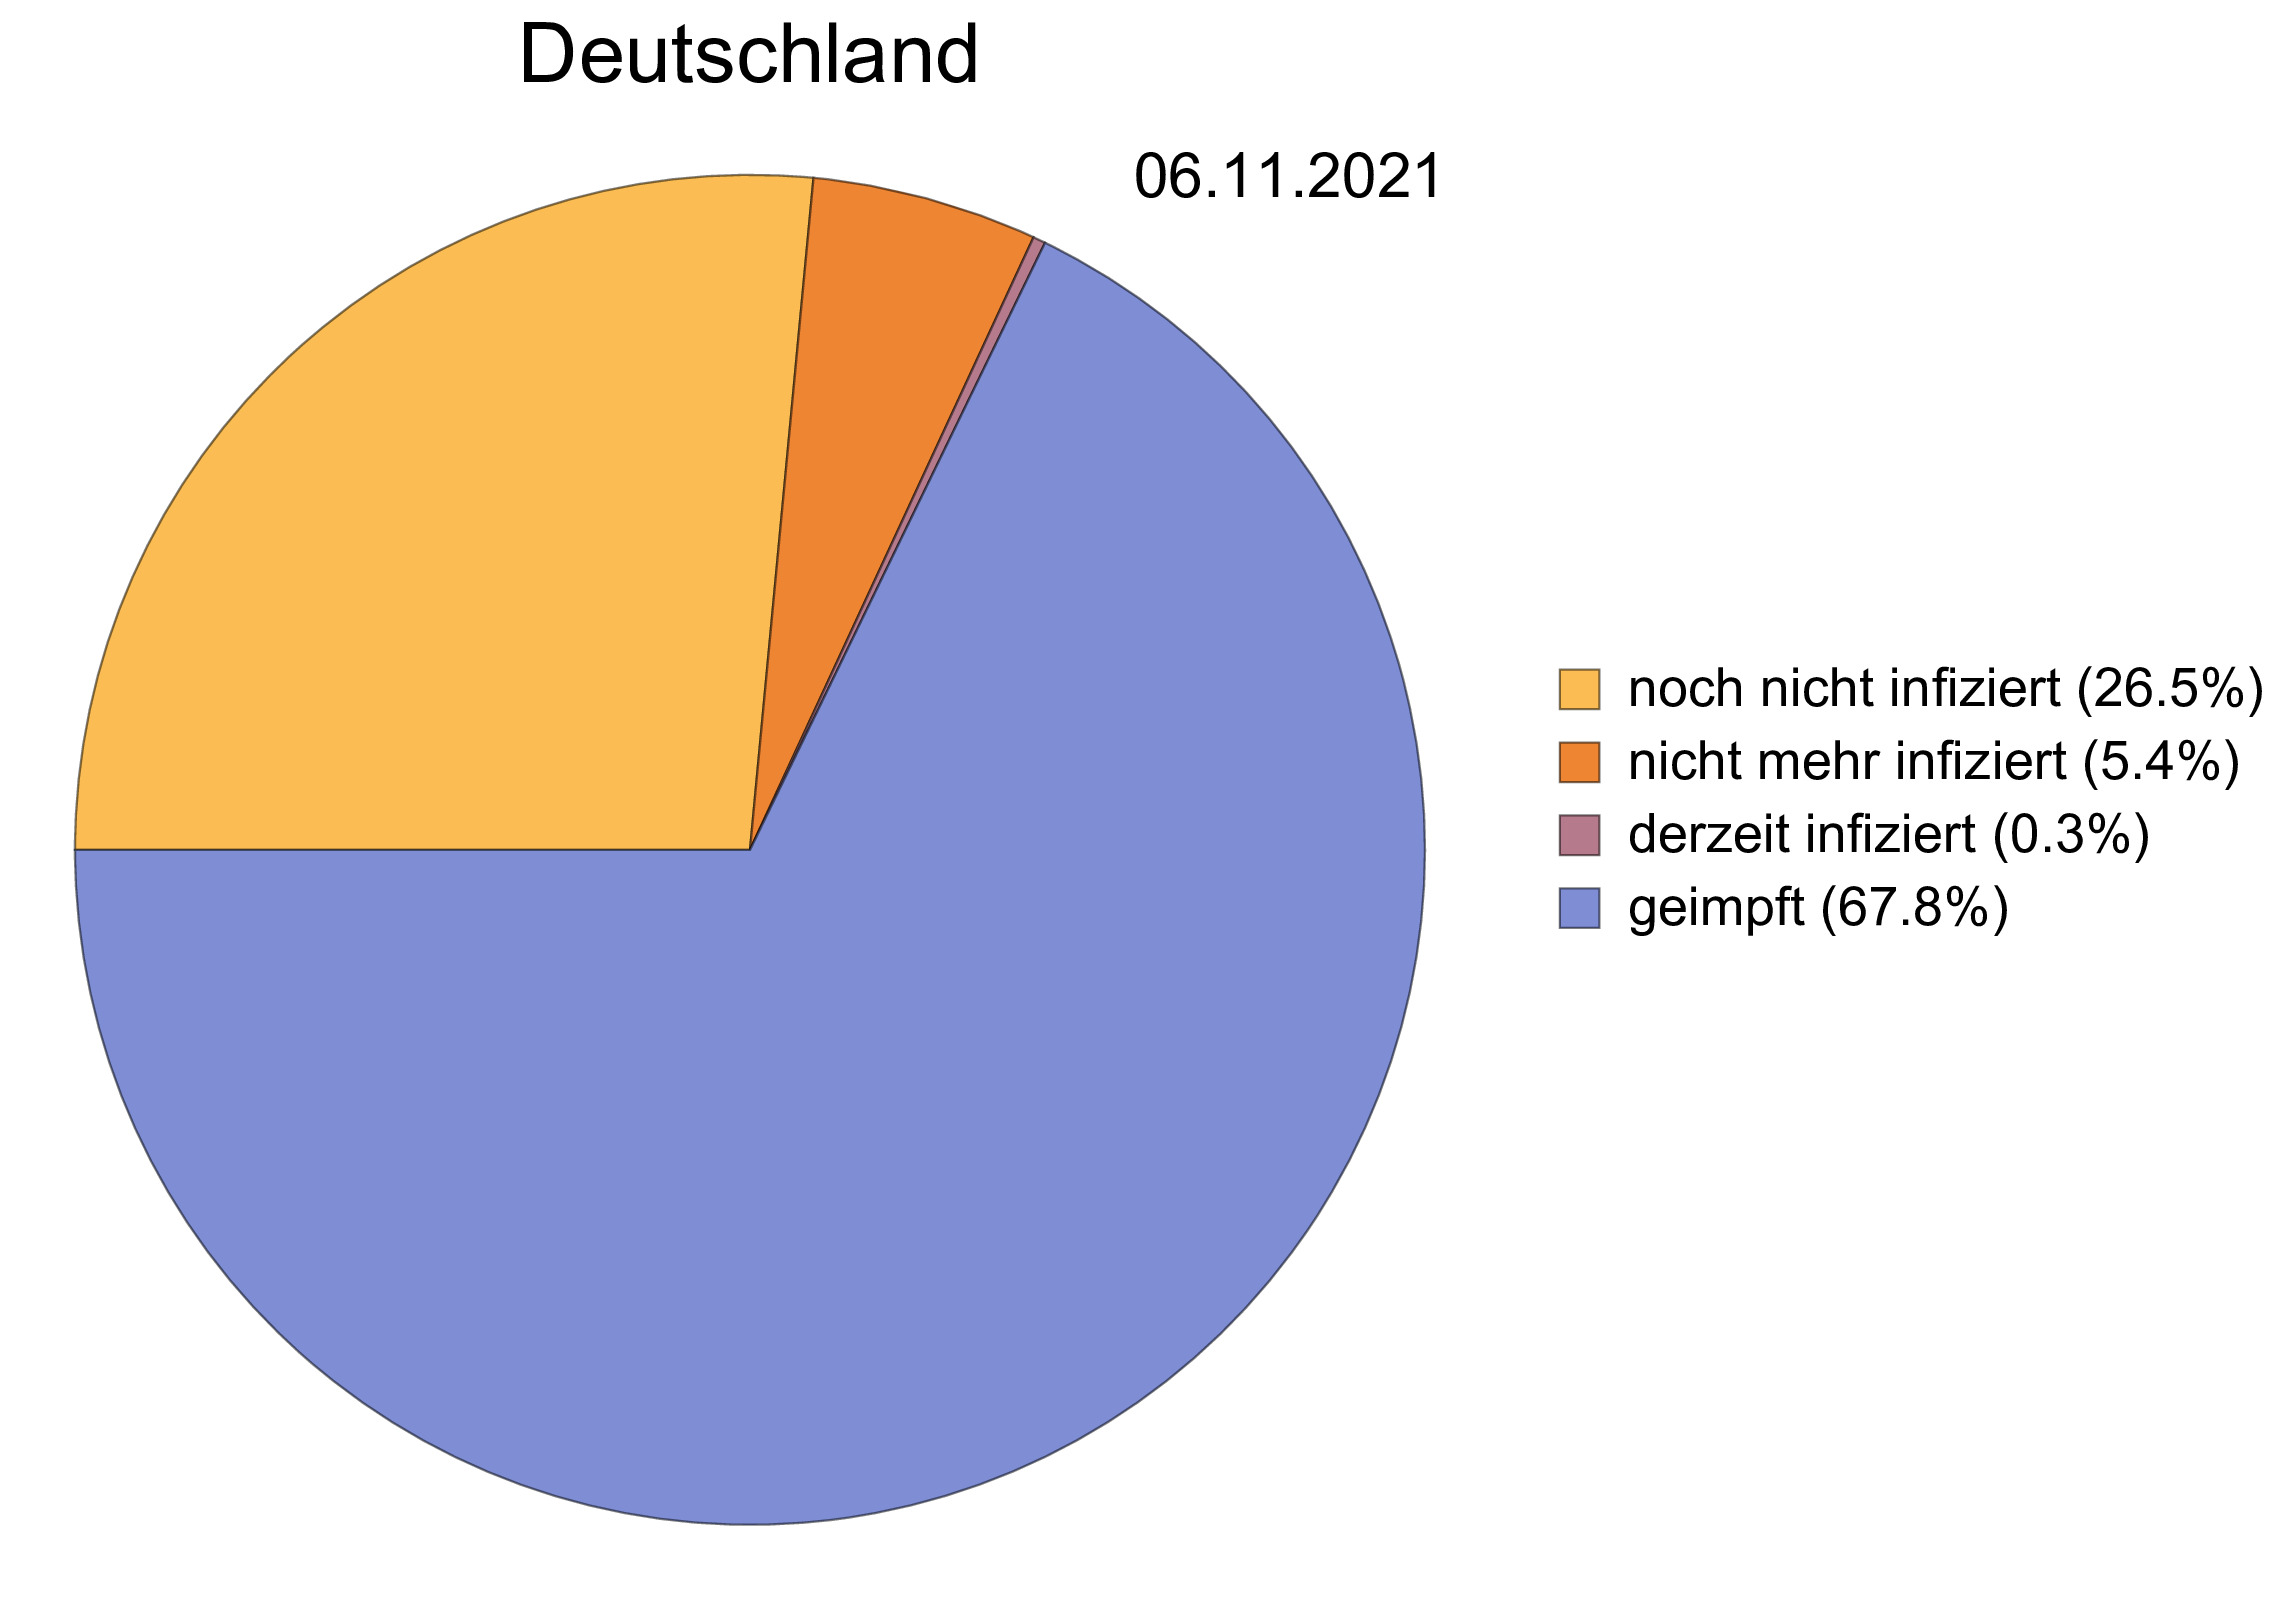 Deutschland
06.11.2021
noch nicht infiziert (26.5%)
nicht mehr infiziert (5.4%)
derzeit infiziert (0.3%)
geimpft (67.8%)